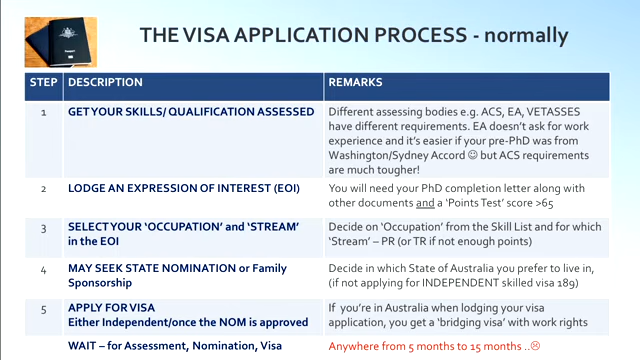 THE VISA APPLICATION PROCESS - normally
STEP DESCRIPTION REMARKS
1 GET YOUR SKILLS/ QUALIFICATION ASSESSED Different assessing bodies e.g. ACS, EA, VETASSES
have different requirements. EA doesn't ask for work
experience and it's easier if your pre-PhD was from
Washington/Sydney Accord ☺ but ACS requirements
are much tougher!
2 LODGE AN EXPRESSION OF INTEREST (EOI) You will need your PhD completion letter along with
other documents and a 'Points Test' score >65
3 SELECT YOUR 'OCCUPATION' and 'STREAM' Decide on 'Occupation' from the Skill List and for which
in the EOI 'Stream' – PR (or TR if not enough points)
4 MAY SEEK STATE NOMINATION or Family Decide in which State of Australia you prefer to live in,
Sponsorship (if not applying for INDEPENDENT skilled visa 189)
5 APPLY FOR VISA If you're in Australia when lodging your visa
Either Independent/once the NOM is approved application, you get a 'bridging visa' with work rights
WAIT – for Assessment, Nomination, Visa Anywhere from 5 months to 15 months ..☹